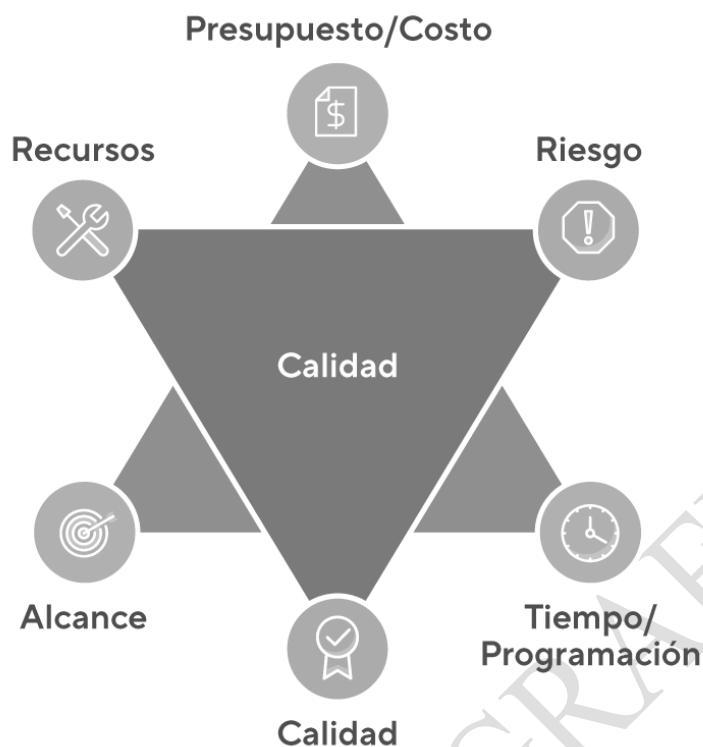 Presupuesto/Costo
$
Recursos
Riesgo
!
Calidad
Alcance
Tiempo/
Programación
Calidad